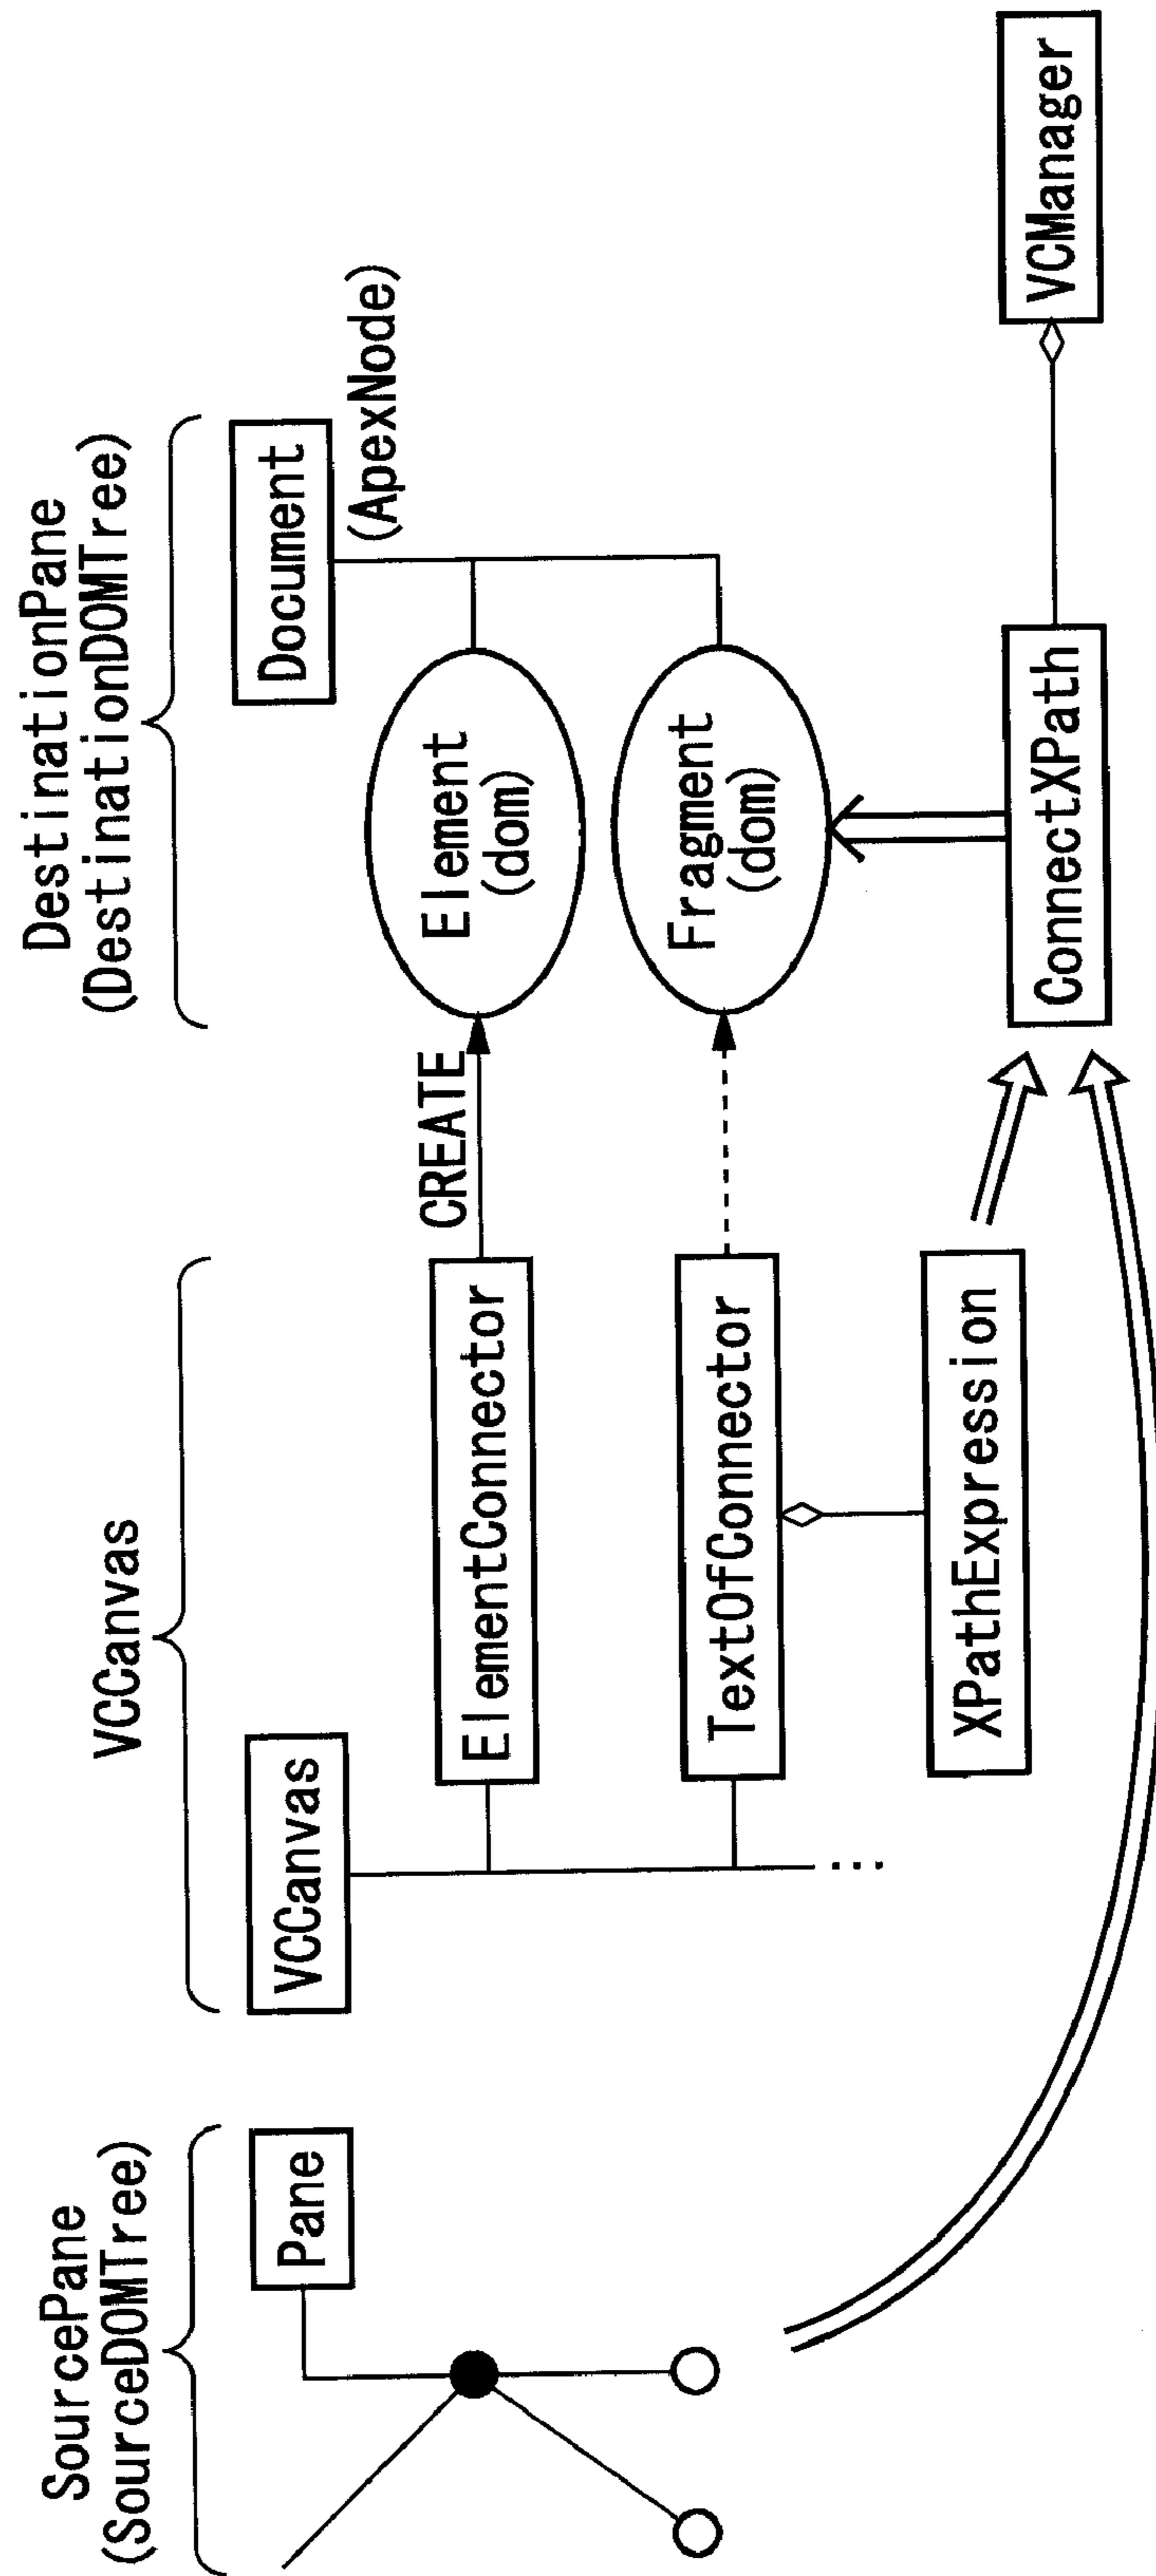 SourcePane
(SourceDOMTree)
Pane
VCCanvas
VCCanvas
ElementConnector
TextOfConnector
XPathExpression
...
CREATE
DestinationPane
(DestinationDOMTree)
Document
(ApexNode)
Element
(dom)
Fragment
(dom)
ConnectXPath
VCManager